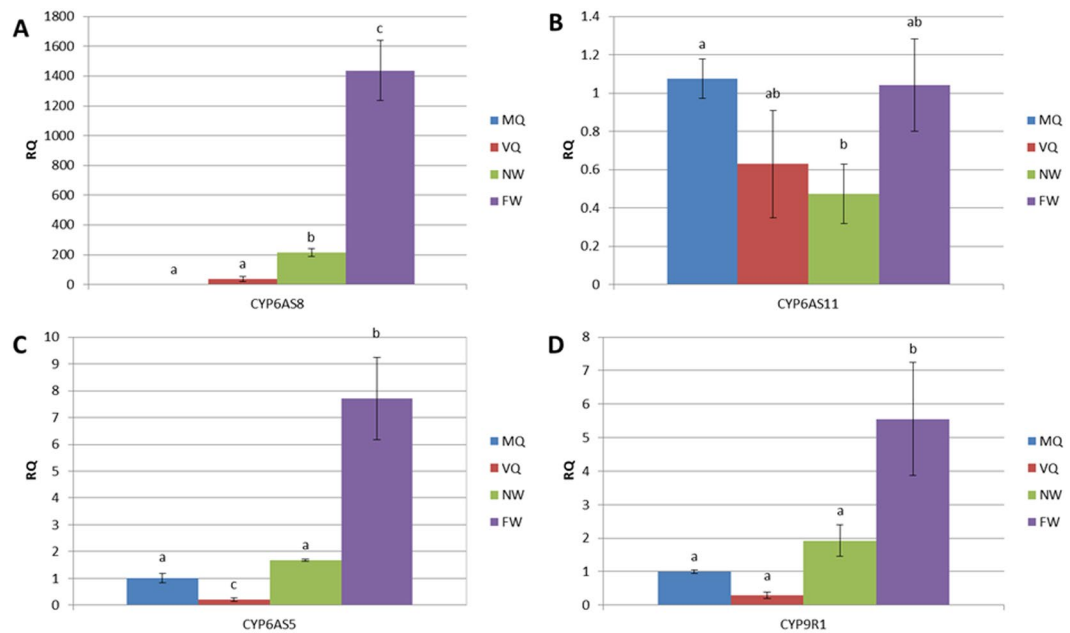 A
RQ
1800
1600
1400
1200
1000
800
600
400
200
0
a
a
b
c
CYP6AS8
MQ
VQ
NW
FW
B
RQ
1.4
1.2
1
0.8
0.6
0.4
0.2
0
a
ab
b
ab
CYP6AS11
MQ
VQ
NW
FW
C
RQ
10
9
8
7
6
5
4
3
2
1
0
a
c
a
b
CYP6AS5
MQ
VQ
NW
FW
D
RQ
8
7
6
5
4
3
2
1
0
a
a
a
b
CYP9R1
MQ
VQ
NW
FW